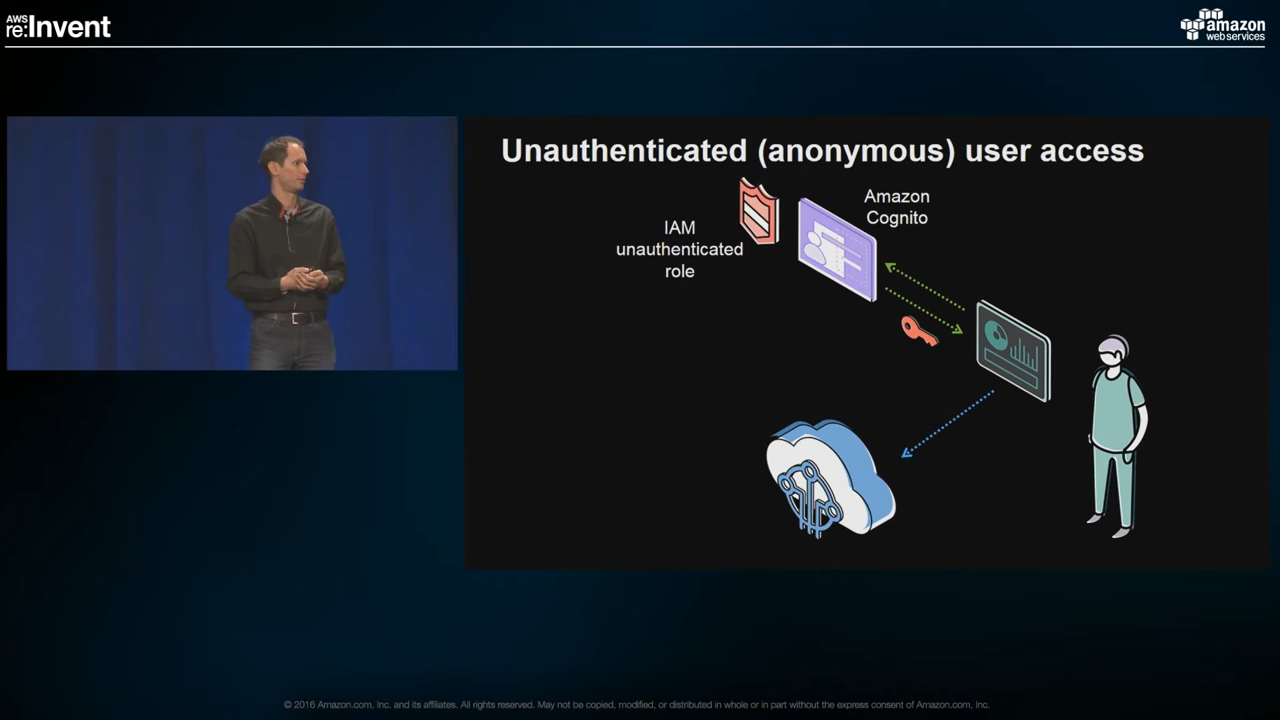 AWS
re:Invent
amazon
web services
Unauthenticated (anonymous) user access
Amazon
Cognito
IAM
unauthenticated
role
© 2016 Amazon.com, Inc. and its affiliates. All rights reserved. May not be copied, modified, or distributed in whole or in part without the express consent of Amazon.com, Inc.